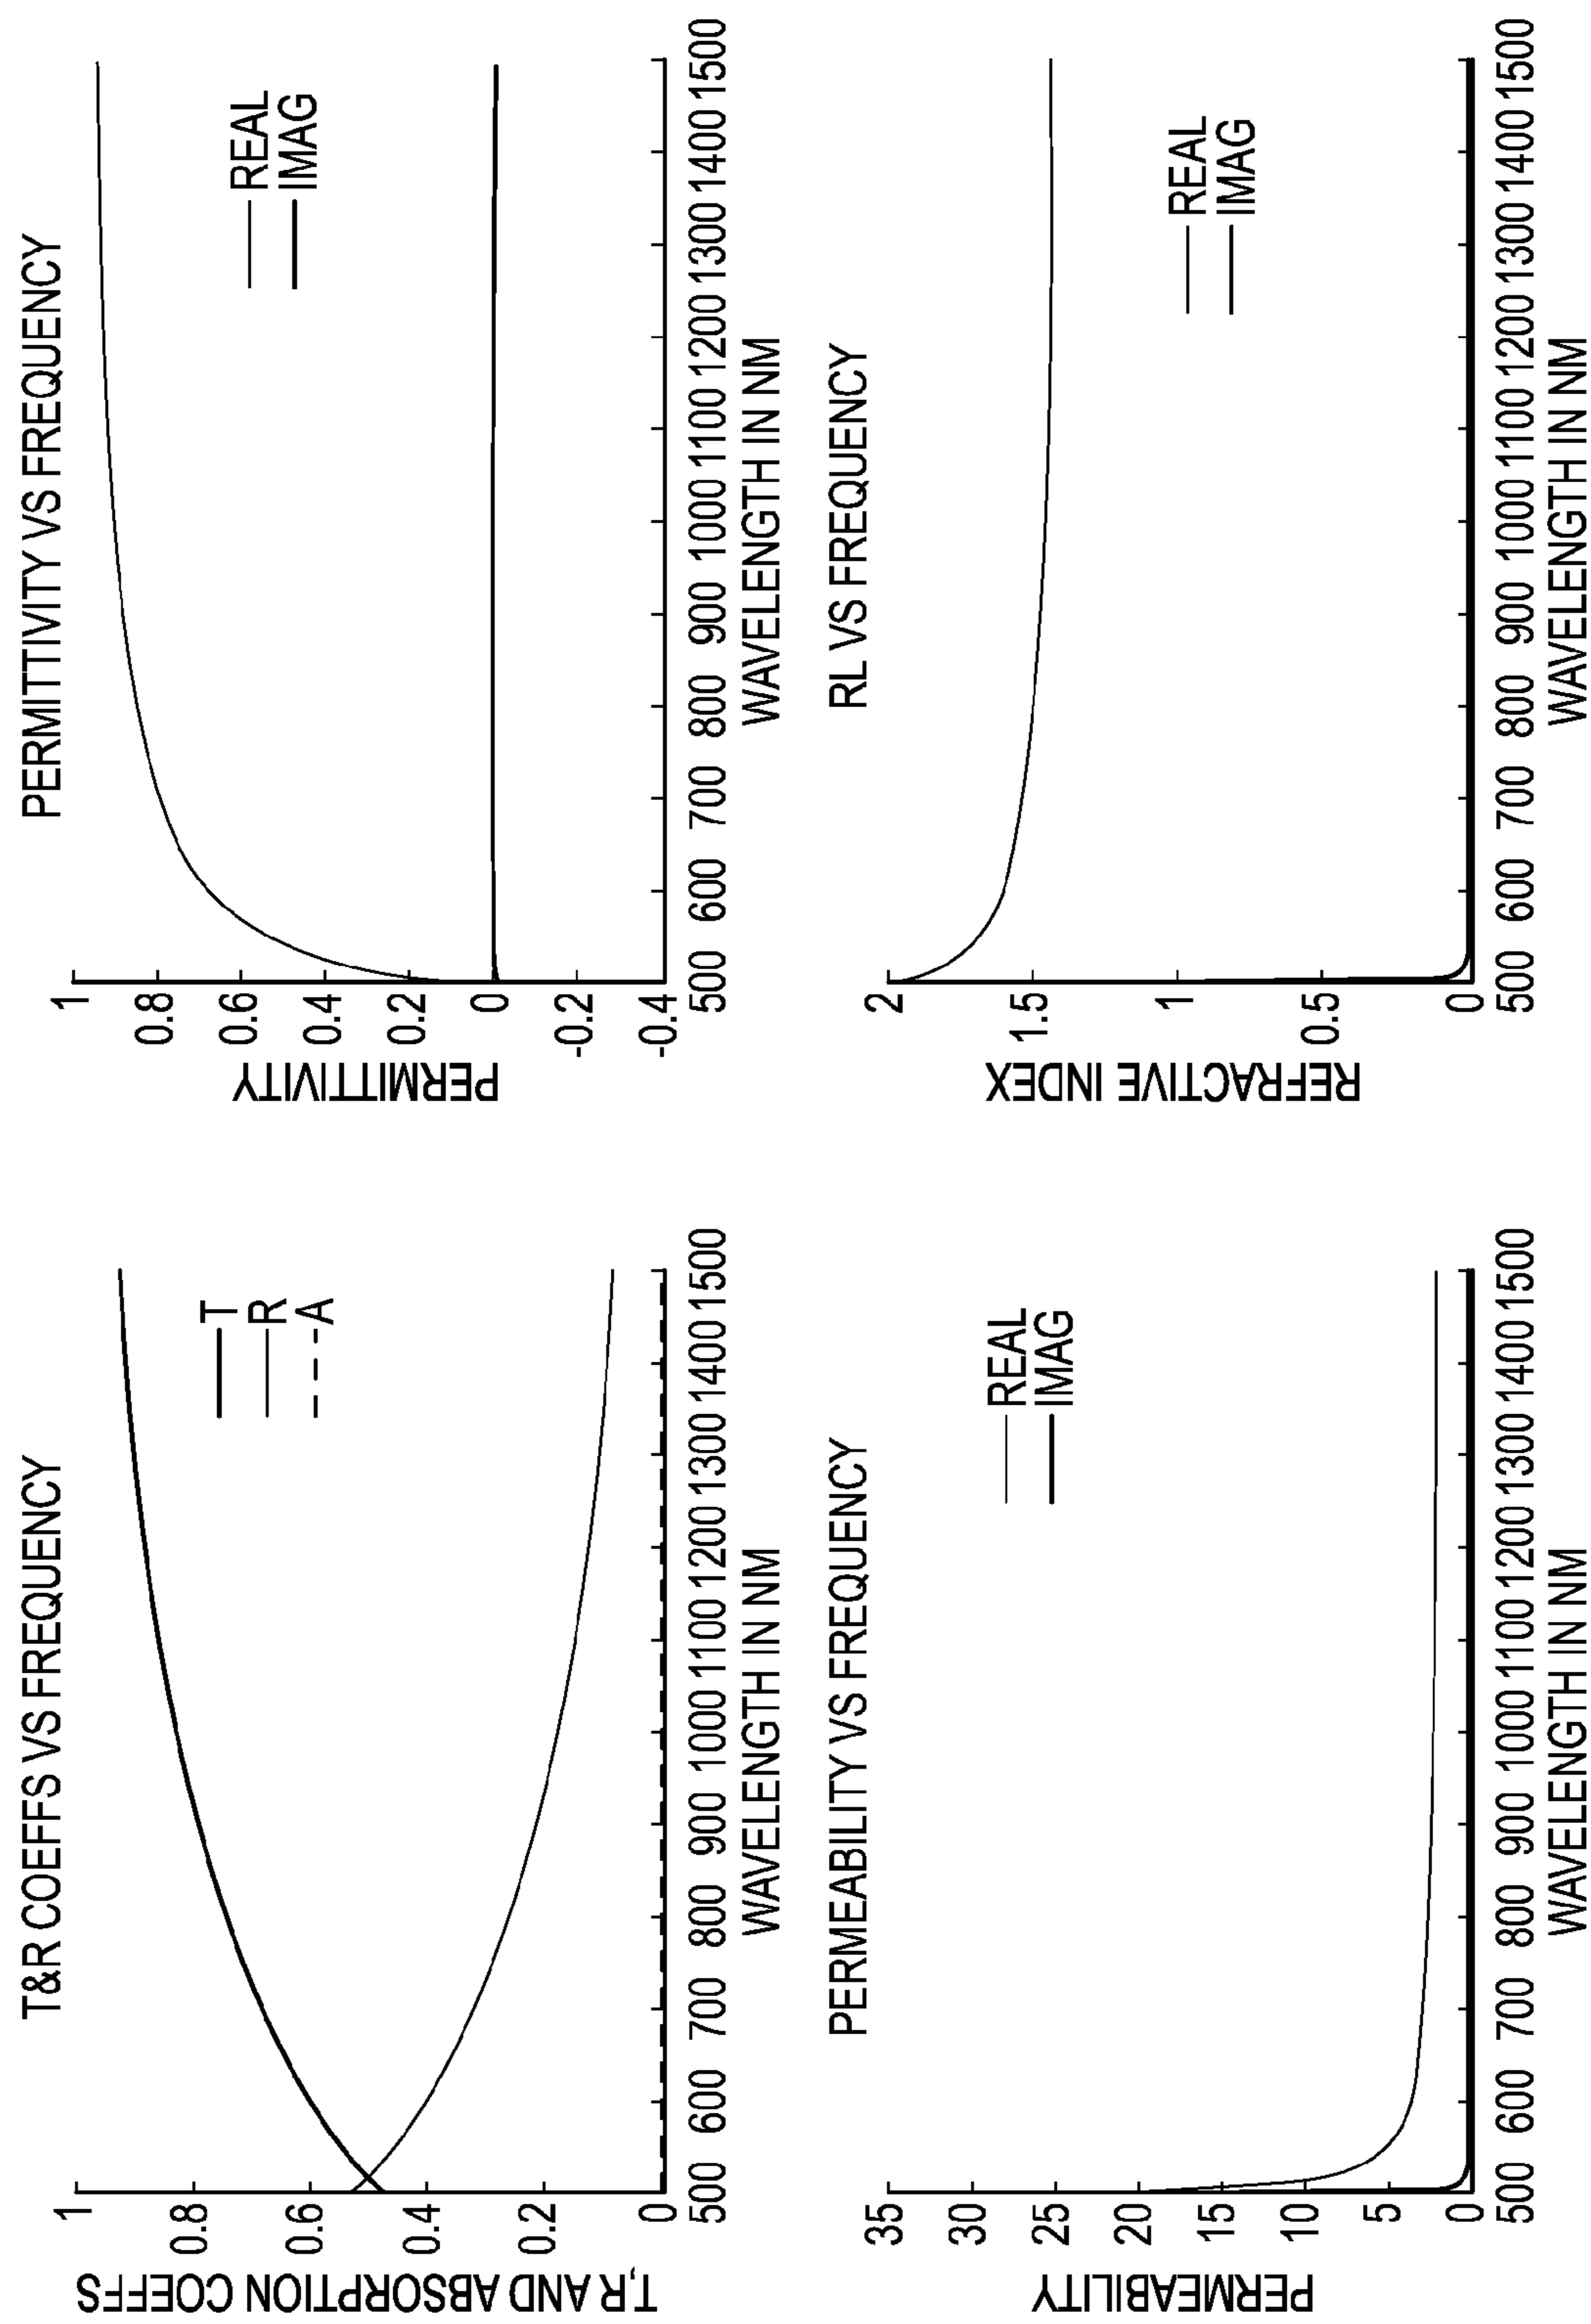 T&R COEFFS VS FREQUENCY
T,R AND ABSORPTION COEFFS
1
0.8
0.6
0.4
0.2
0
500 600 700 800 900 1000 1100 1200 1300 1400 1500
WAVELENGTH IN NM
T
R
A
PERMITTIVITY VS FREQUENCY
PERMITTIVITY
1
0.8
0.6
0.4
0.2
0
-0.2
-0.4
500 600 700 800 900 1000 1100 1200 1300 1400 1500
WAVELENGTH IN NM
REAL
IMAG
PERMEABILITY VS FREQUENCY
PERMEABILITY
35
30
25
20
15
10
5
0
500 600 700 800 900 1000 1100 1200 1300 1400 1500
WAVELENGTH IN NM
REAL
IMAG
RL VS FREQUENCY
REFRACTIVE INDEX
2
1.5
1
0.5
0
500 600 700 800 900 1000 1100 1200 1300 1400 1500
WAVELENGTH IN NM
REAL
IMAG